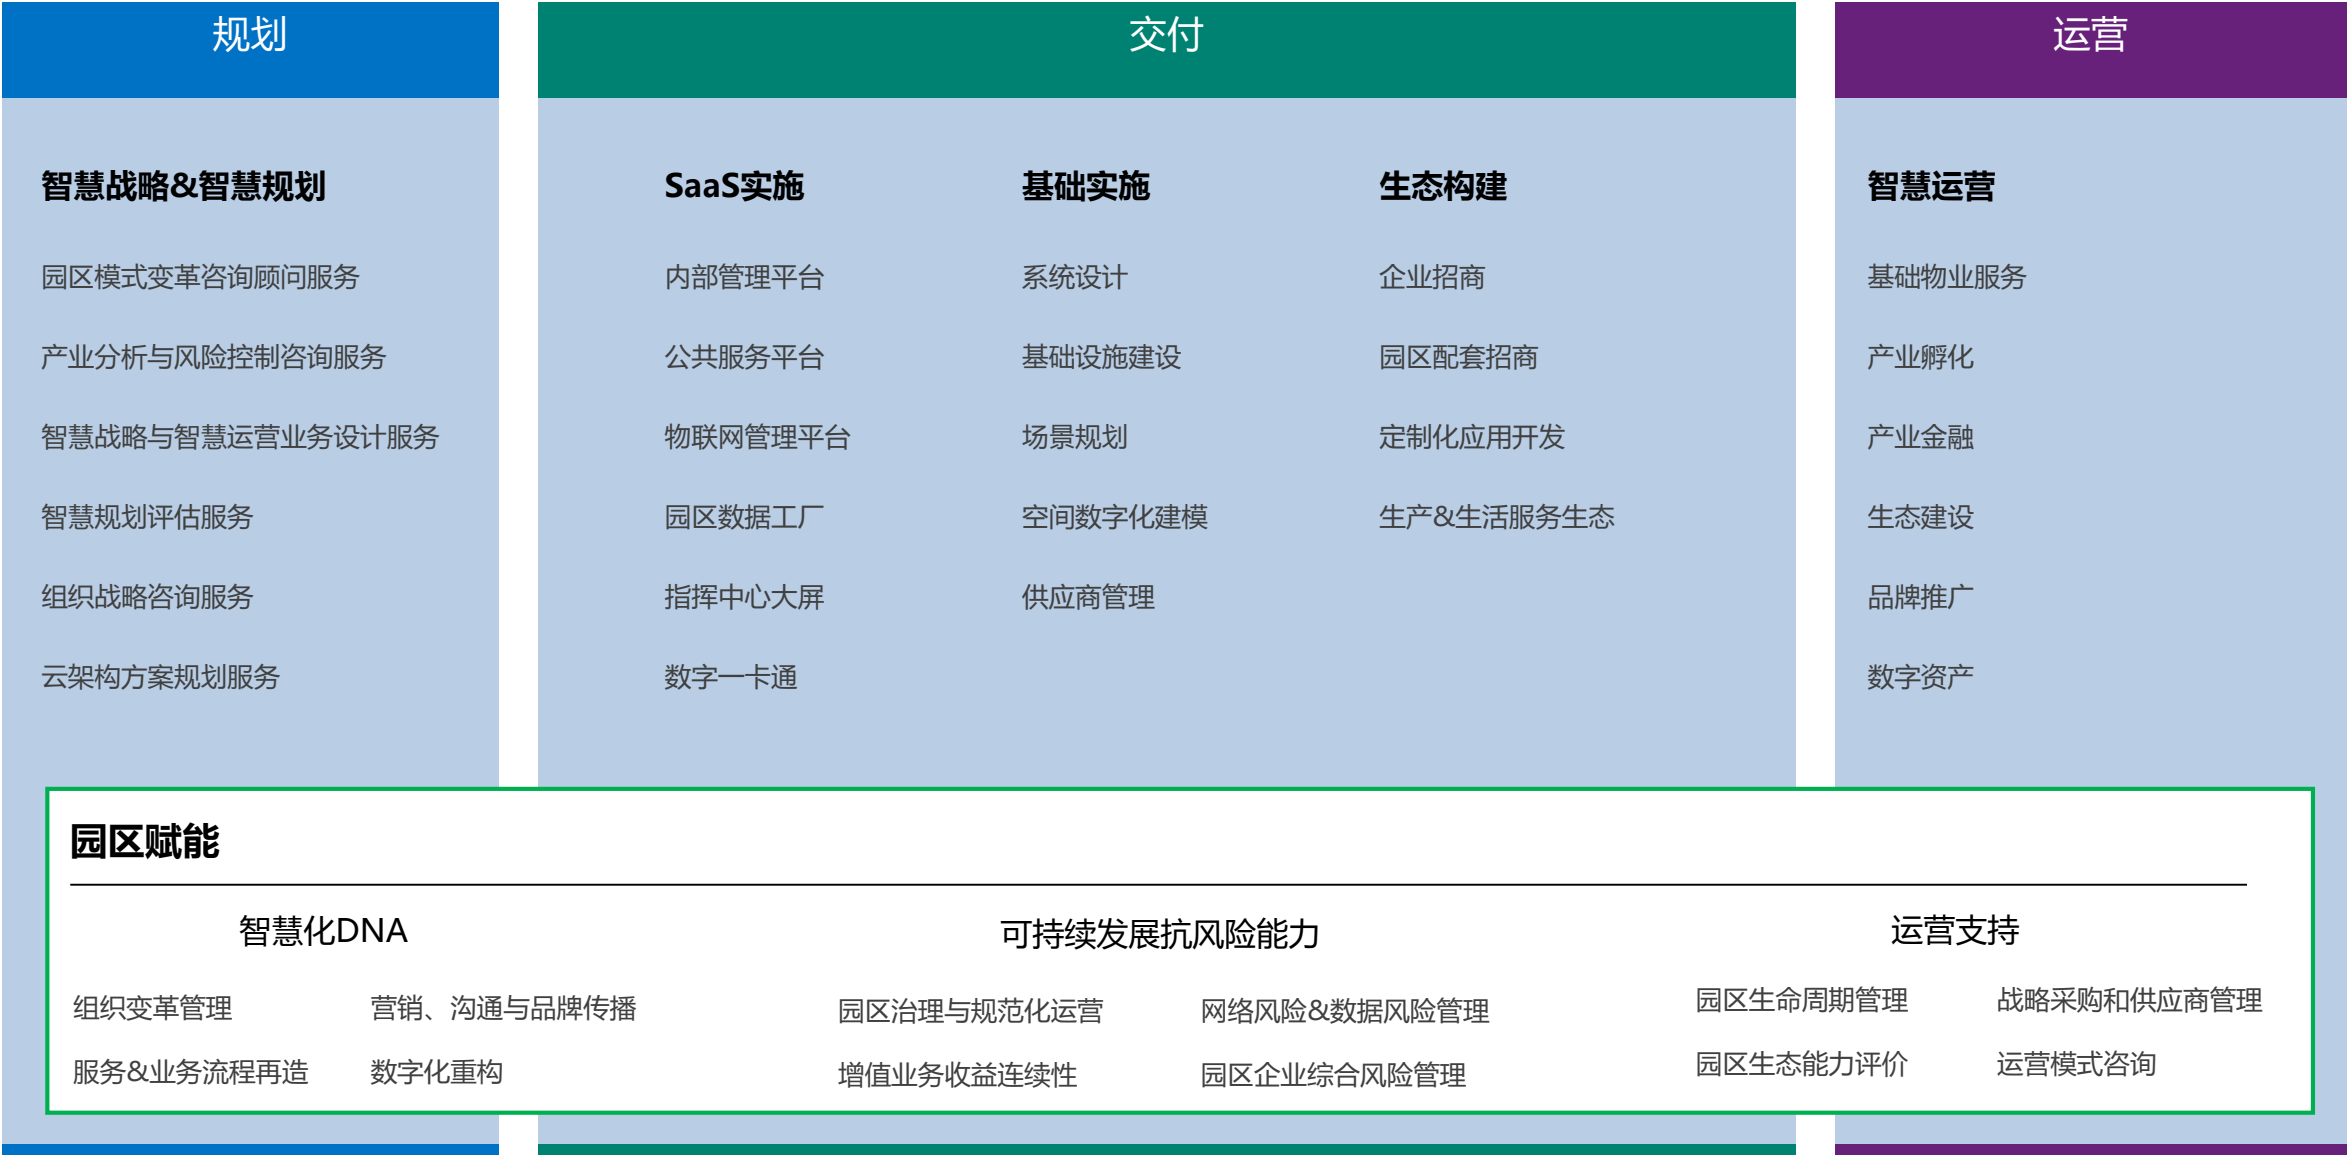 规划
智慧战略&智慧规划
园区模式变革咨询顾问服务
产业分析与风险控制咨询服务
智慧战略与智慧运营业务设计服务
智慧规划评估服务
组织战略咨询服务
云架构方案规划服务
交付
SaaS实施
内部管理平台
公共服务平台
物联网管理平台
园区数据工厂
指挥中心大屏
数字一卡通
基础实施
系统设计
基础设施建设
场景规划
空间数字化建模
供应商管理
生态构建
企业招商
园区配套招商
定制化应用开发
生产&生活服务生态
运营
智慧运营
基础物业服务
产业孵化
产业金融
生态建设
品牌推广
数字资产
园区赋能
智慧化DNA
组织变革管理
营销、沟通与品牌传播
服务&业务流程再造
数字化重构
可持续发展抗风险能力
园区治理与规范化运营
网络风险&数据风险管理
增值业务收益连续性
园区企业综合风险管理
运营支持
园区生命周期管理
战略采购和供应商管理
园区生态能力评价
运营模式咨询